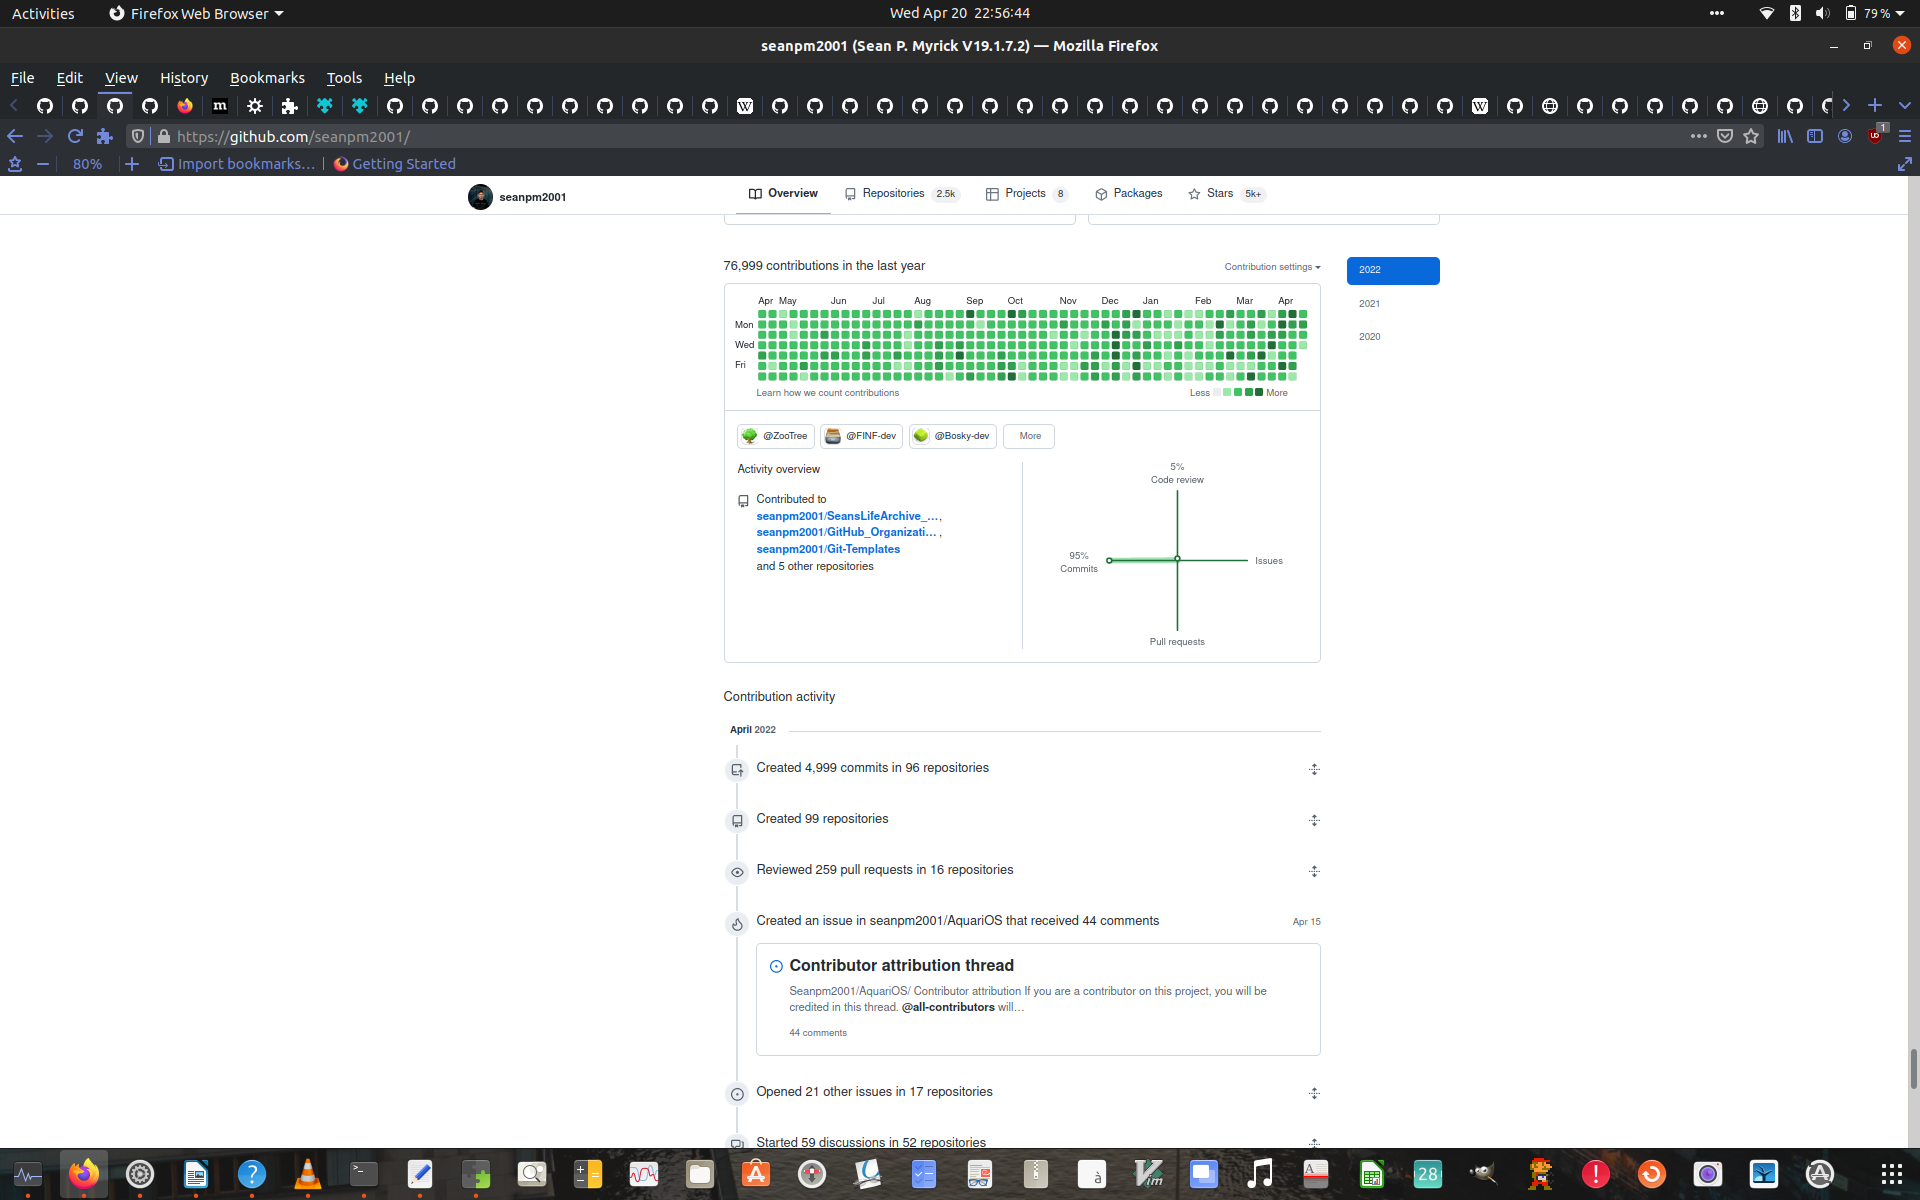 Activities
Firefox Web Browser
Wed Apr 20 22:56:44
79 %
seanpm2001 (Sean P. Myrick V19.1.7.2) — Mozilla Firefox
File Edit View History Bookmarks Tools Help
https://github.com/seanpm2001/
1
80%
Import bookmarks...
Getting Started
seanpm2001
Overview
Repositories 2.5k
Projects 8
Packages
Stars 5k+
76,999 contributions in the last year
Contribution settings
2022
2021
2020
Apr May Jun Jul Aug Sep Oct Nov Dec Jan Feb Mar Apr
Mon
Wed
Fri
Learn how we count contributions
Less More
@ZooTree
@FINF-dev
@Bosky-dev
More
Activity overview
Contributed to
seanpm2001/SeansLifeArchive_...,
seanpm2001/GitHub_Organizati... ,
seanpm2001/Git-Templates
and 5 other repositories
5%
Code review
95%
Commits
Issues
Pull requests
Contribution activity
April 2022
Created 4,999 commits in 96 repositories
Created 99 repositories
Reviewed 259 pull requests in 16 repositories
Created an issue in seanpm2001/AquariOS that received 44 comments
Apr 15
Contributor attribution thread
Seanpm2001/AquariOS/ Contributor attribution If you are a contributor on this project, you will be
credited in this thread. @all-contributors will...
44 comments
Opened 21 other issues in 17 repositories
Started 59 discussions in 52 repositories
28